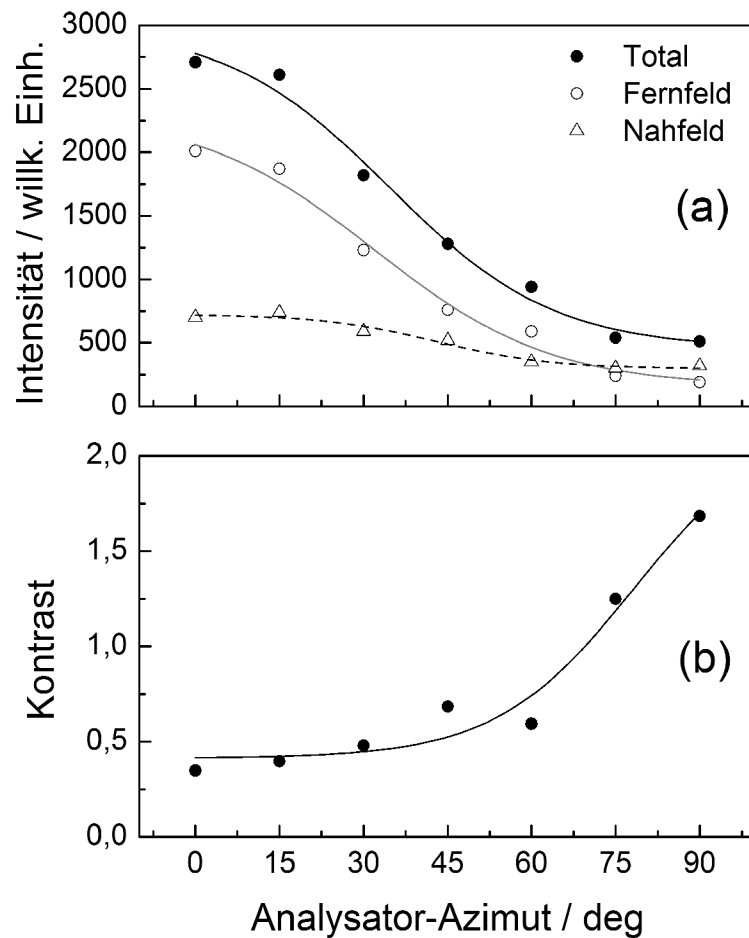 3000
2500
2000
1500
1000
500
0
Intensität / willk. Einh.
Total
Fernfeld
Nahfeld
(a)
2,0
1,5
1,0
0,5
0,0
Kontrast
(b)
0 15 30 45 60 75 90
Analysator-Azimut / deg